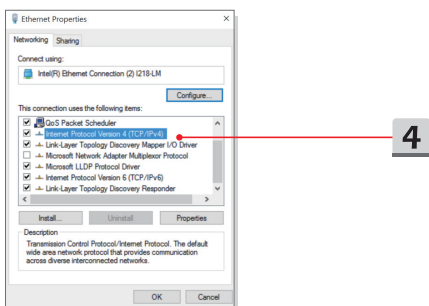 Ethernet Properties
Networking Sharing
Connect using:
Intel(R) Ethernet Connection (2) I218-LM
Configure...
This connection uses the following items:
QoS Packet Scheduler
Internet Protocol Version 4 (TCP/IPv4)
Link-Layer Topology Discovery Mapper I/O Driver
Microsoft Network Adapter Multiplexor Protocol
Microsoft LLDP Protocol Driver
Internet Protocol Version 6 (TCP/IPv6)
Link-Layer Topology Discovery Responder
Install... Uninstall Properties
Description
Transmission Control Protocol/Internet Protocol. The default
wide area network protocol that provides communication
across diverse interconnected networks.
OK Cancel
4